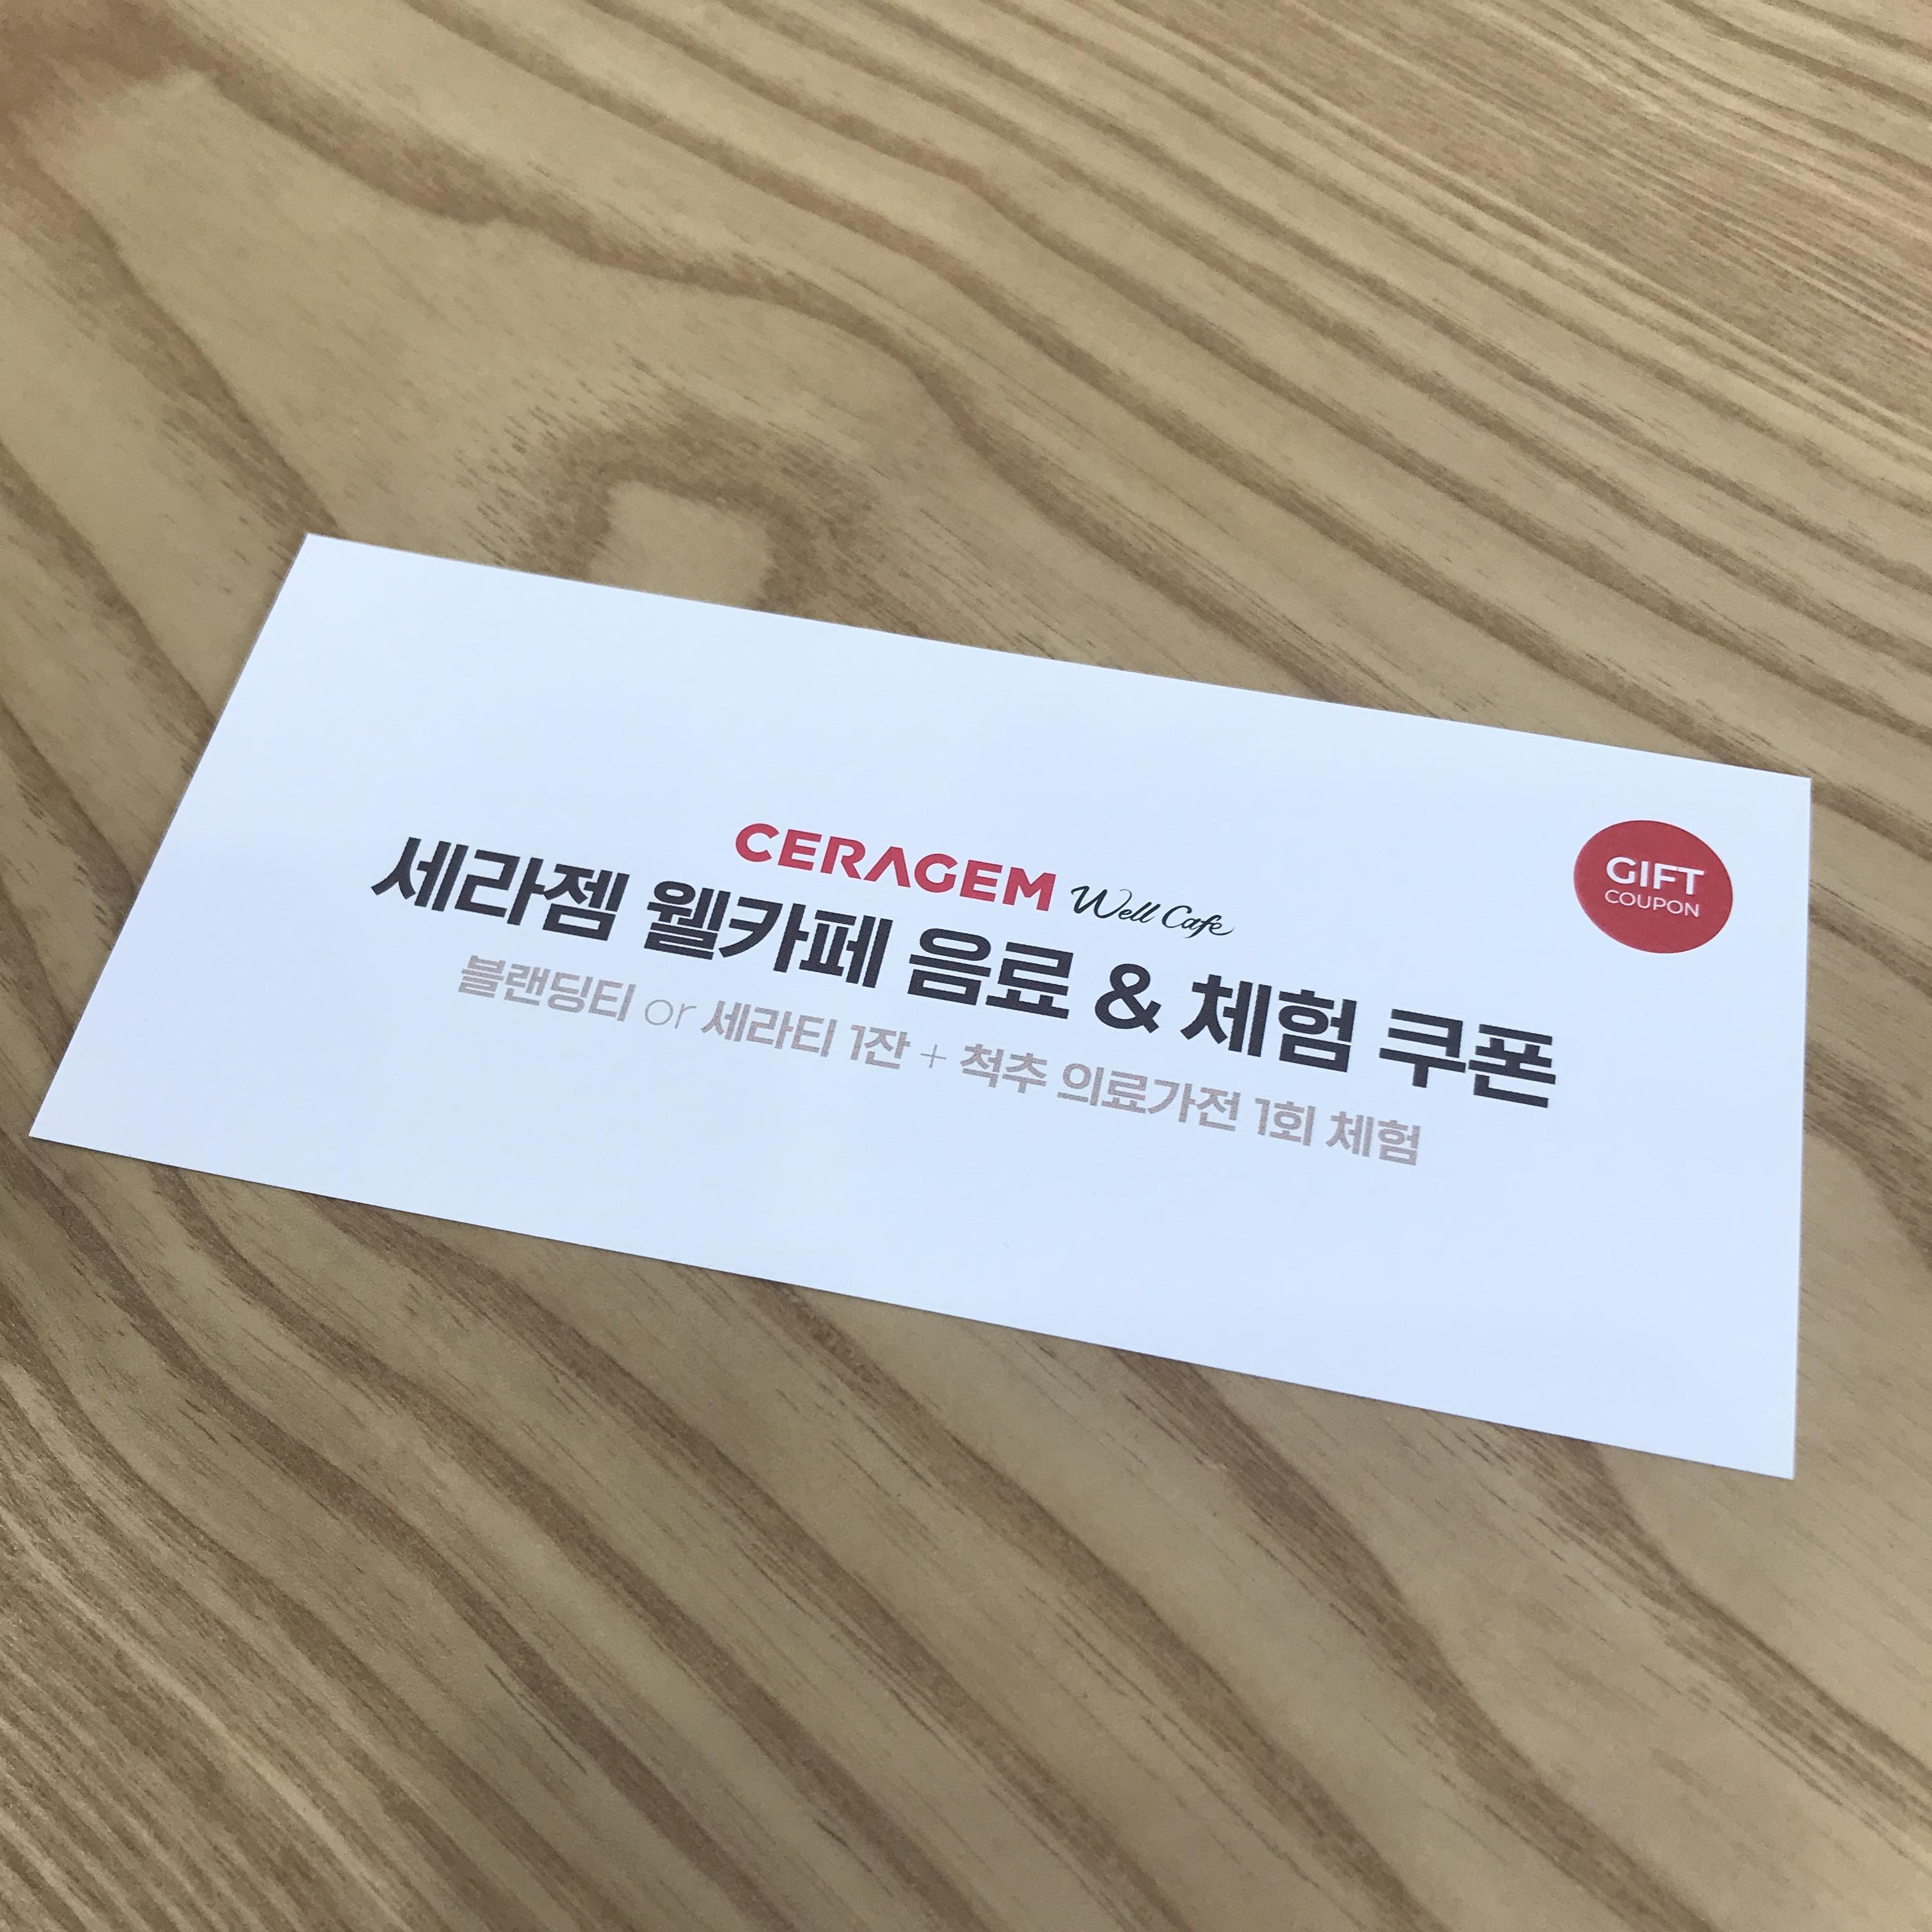 GIFT
COUPON
CERAGEM Well Cafe
세라젬 웰카페 음료 & 체험 쿠폰
블랜딩티 or 세라티 1잔 + 척추 의료가전 1회 체험